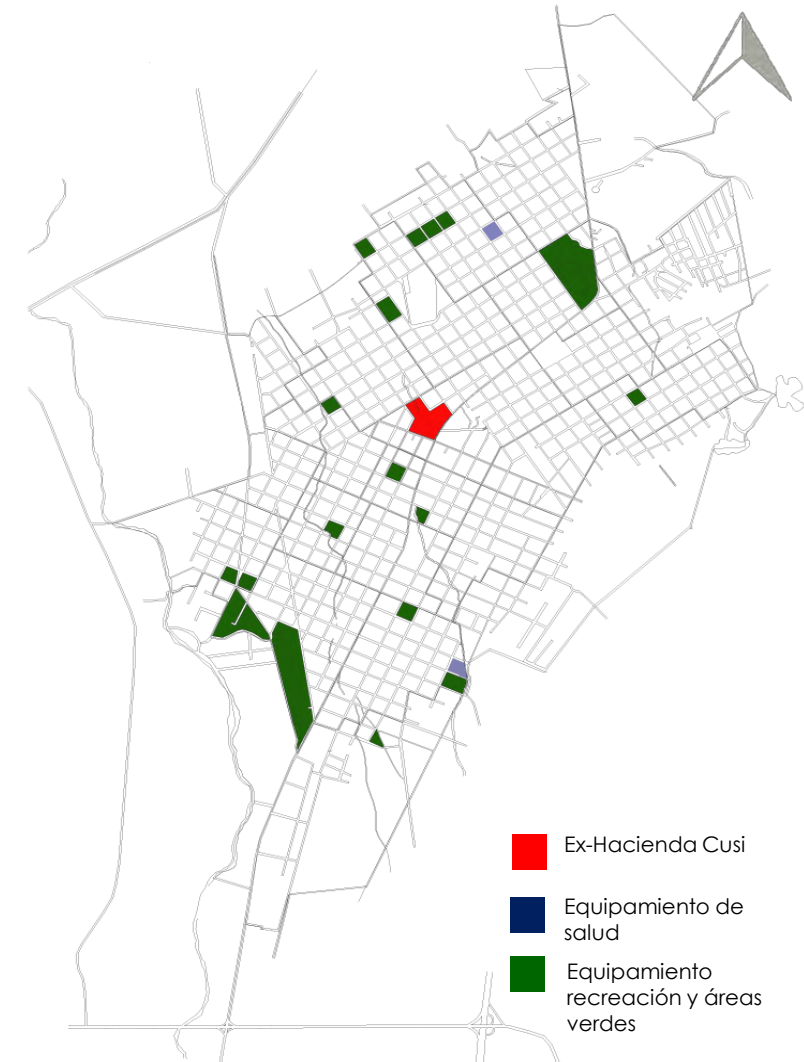 Ex-Hacienda Cusi
Equipamiento de
salud
Equipamiento
recreación y áreas
verdes